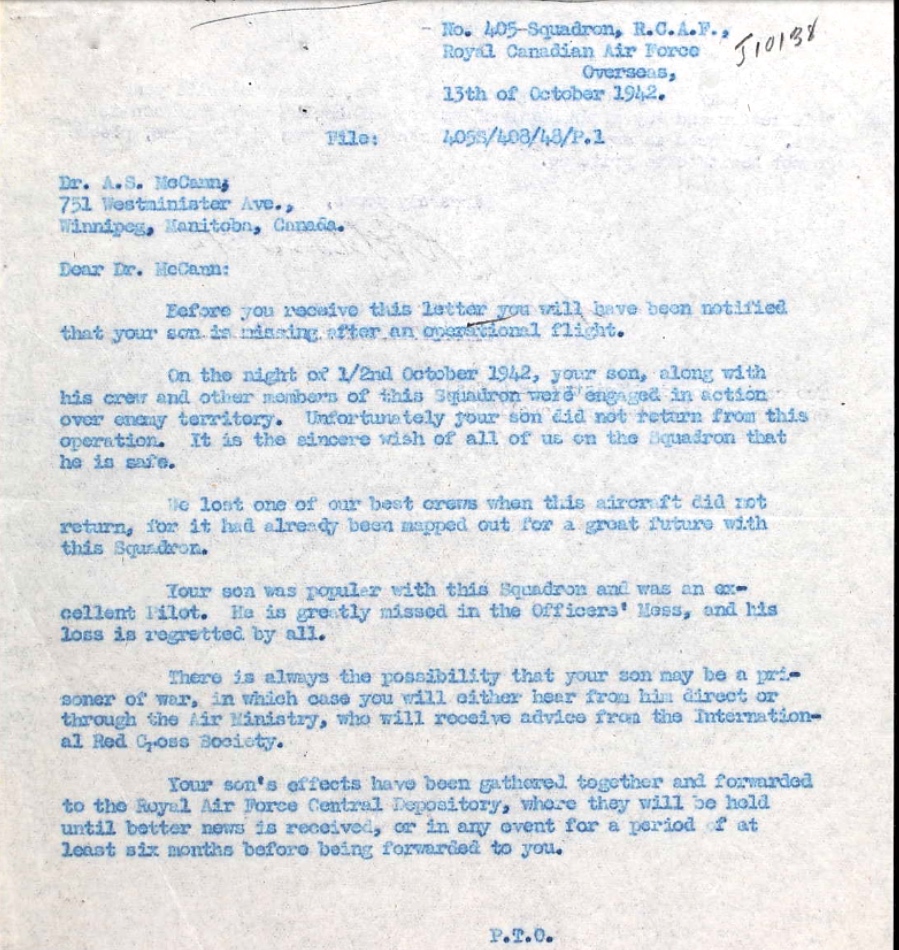 - No. 405-Squadron, R.C.A.F.,
J10138
Royal Canadian Air Force
Overseas,
13th of October 1942.
File: 405S/408/48/P.1
Dr. A.S. McCann,
751 Westminister Ave.,
Winnipeg, Manitoba, Canada.
Dear Dr. McCann:
Before you receive this letter you will have been notified
that your son is missing after an operational flight.
On the night of 1/2nd October 1942, your son, along with
his crew and other members of this Squadron were engaged in action
over enemy territory. Unfortunately your son did not return from this
operation. It is the sincere wish of all of us on the Squadron that
he is safe.
We lost one of our best crews when this aircraft did not
return, for it had already been mapped out for a great future with
this Squadron.
Your son was popular with this Squadron and was an ex-
cellent Pilot. He is greatly missed in the Officers' Mess, and his
loss is regretted by all.
There is always the possibility that your son may be a pri-
soner of war, in which case you will either hear from him direct or
through the Air Ministry, who will receive advice from the Internation-
al Red Cross Society.
Your son's effects have been gathered together and forwarded
to the Royal Air Force Central Depository, where they will be held
until better news is received, or in any event for a period of at
least six months before being forwarded to you.
P.T.O.